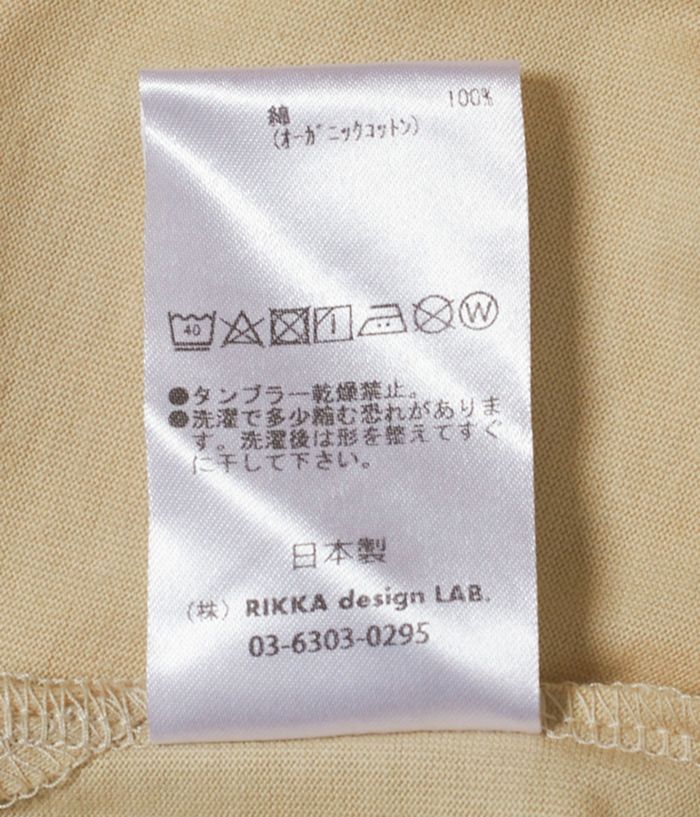 綿 100%
(オーガニックコットン)
40
W
●タンブラー乾燥禁止。
●洗濯で多少縮む恐れがありま
す。洗濯後は形を整えてすぐ
に干して下さい。
日本製
(株) RIKKA design LAB.
03-6303-0295